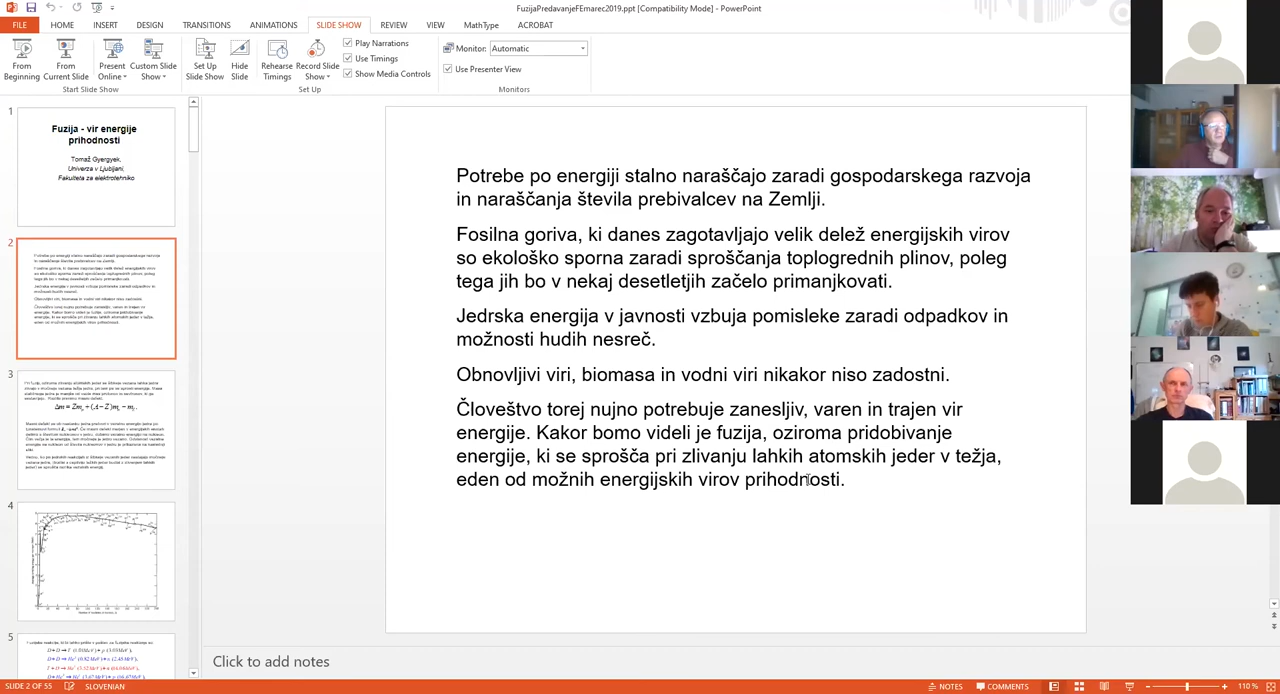 FuzijaPredavanjeFEmarec2019.ppt [Compatibility Mode] - PowerPoint
FILE HOME INSERT DESIGN TRANSITIONS ANIMATIONS SLIDE SHOW REVIEW VIEW MathType ACROBAT
From Beginning
From Current Slide
Present Online
Custom Slide Show
Set Up Slide Show
Hide Slide
Rehearse Timings
Record Slide Show
Play Narrations
Use Timings
Show Media Controls
Monitor: Automatic
Use Presenter View
Start Slide Show
Set Up
Monitors
1
Fuzija - vir energije
prihodnosti
Tomaž Gyergyek,
Univerza v Ljubljani,
Fakulteta za elektrotehniko
2
3
4
5
Potrebe po energiji stalno naraščajo zaradi gospodarskega razvoja
in naraščanja števila prebivalcev na Zemlji.
Fosilna goriva, ki danes zagotavljajo velik delež energijskih virov
so ekološko sporna zaradi sproščanja toplogrednih plinov, poleg
tega jih bo v nekaj desetletjih začelo primanjkovati.
Jedrska energija v javnosti vzbuja pomisleke zaradi odpadkov in
možnosti hudih nesreč.
Obnovljivi viri, biomasa in vodni viri nikakor niso zadostni.
Človeštvo torej nujno potrebuje zanesljiv, varen in trajen vir
energije. Kakor bomo videli je fuzija, oziroma pridobivanje
energije, ki se sprošča pri zlivanju lahkih atomskih jeder v težja,
eden od možnih energijskih virov prihodnosti.
Click to add notes
SLIDE 2 OF 55 SLOVENIAN NOTES COMMENTS 110 %